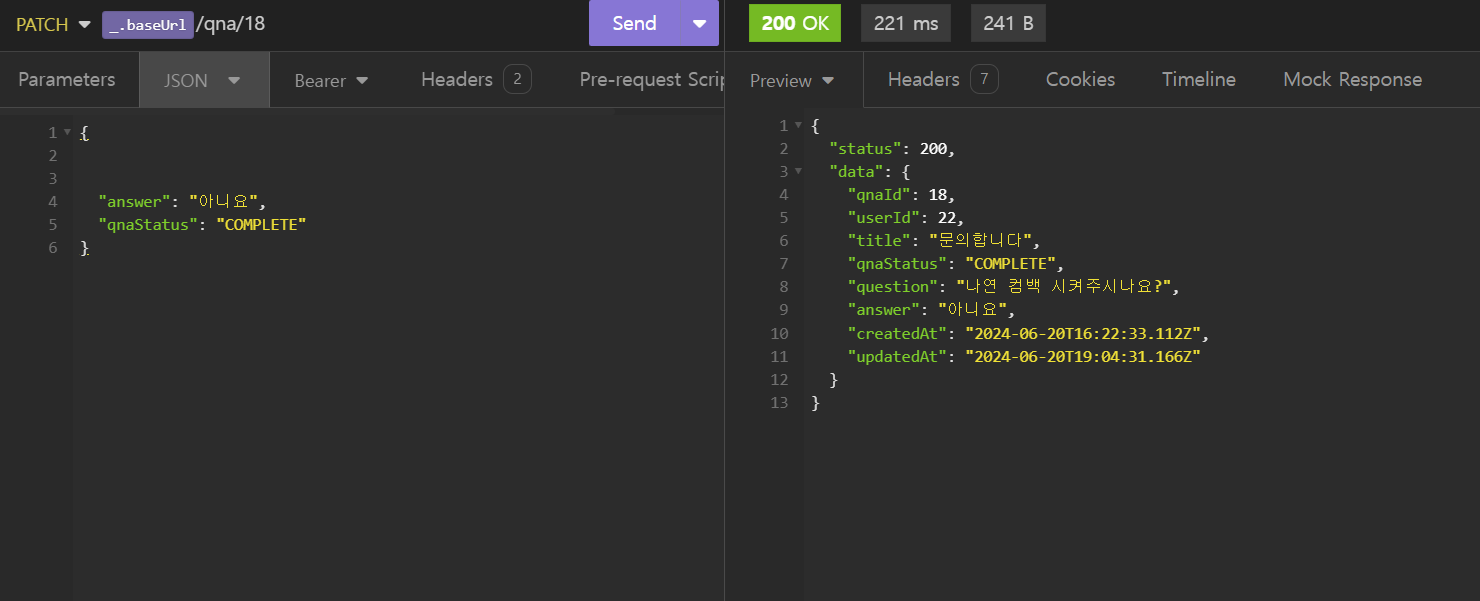 PATCH _.baseUrl /qna/18 Send
Parameters JSON Bearer Headers 2 Pre-request Scrip
1 {
2
3
4 "answer": "아니요",
5 "qnaStatus": "COMPLETE"
6 }
200 OK 221 ms 241 B
Preview Headers 7 Cookies Timeline Mock Response
1 {
2 "status": 200,
3 "data": {
4 "qnaId": 18,
5 "userId": 22,
6 "title": "문의합니다",
7 "qnaStatus": "COMPLETE",
8 "question": "나연 컴백 시켜주시나요?",
9 "answer": "아니요",
10 "createdAt": "2024-06-20T16:22:33.112Z",
11 "updatedAt": "2024-06-20T19:04:31.166Z"
12 }
13 }